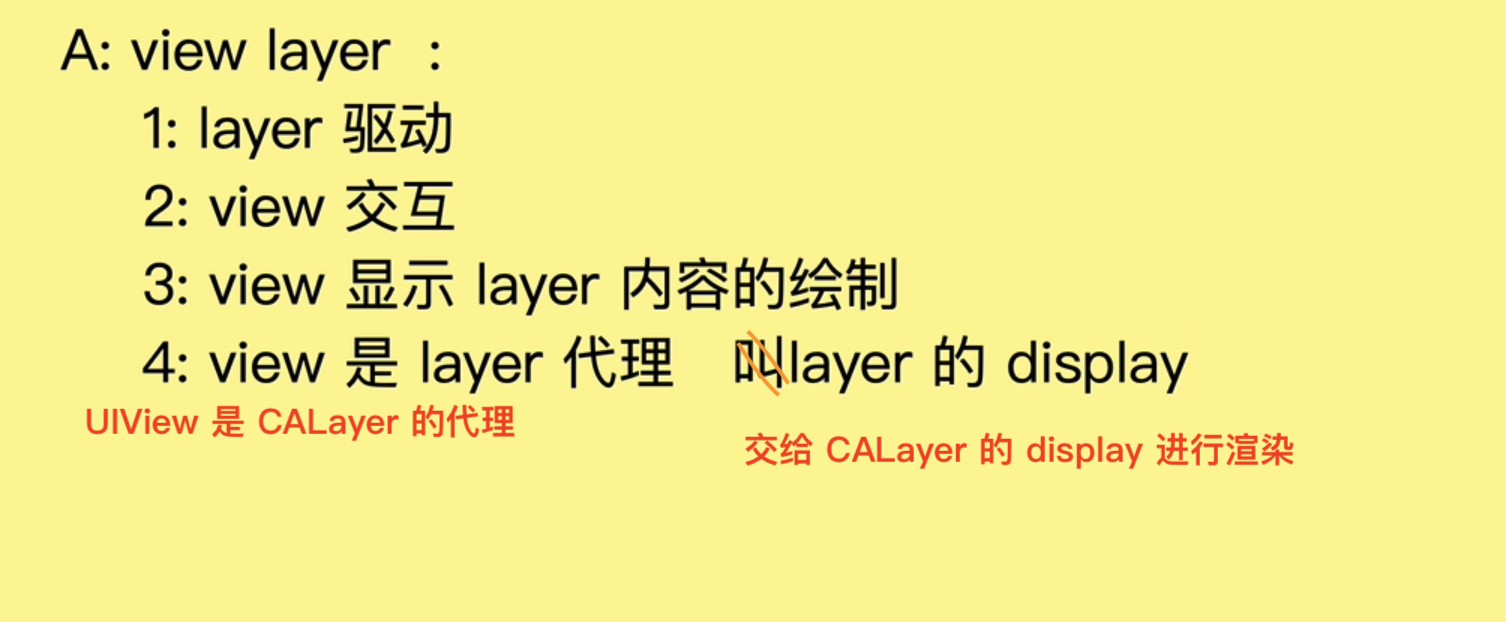 A: view layer :
1: layer 驱动
2: view 交互
3: view 显示 layer 内容的绘制
4: view 是 layer 代理 叫layer 的 display
UIView 是 CALayer 的代理
交给 CALayer 的 display 进行渲染